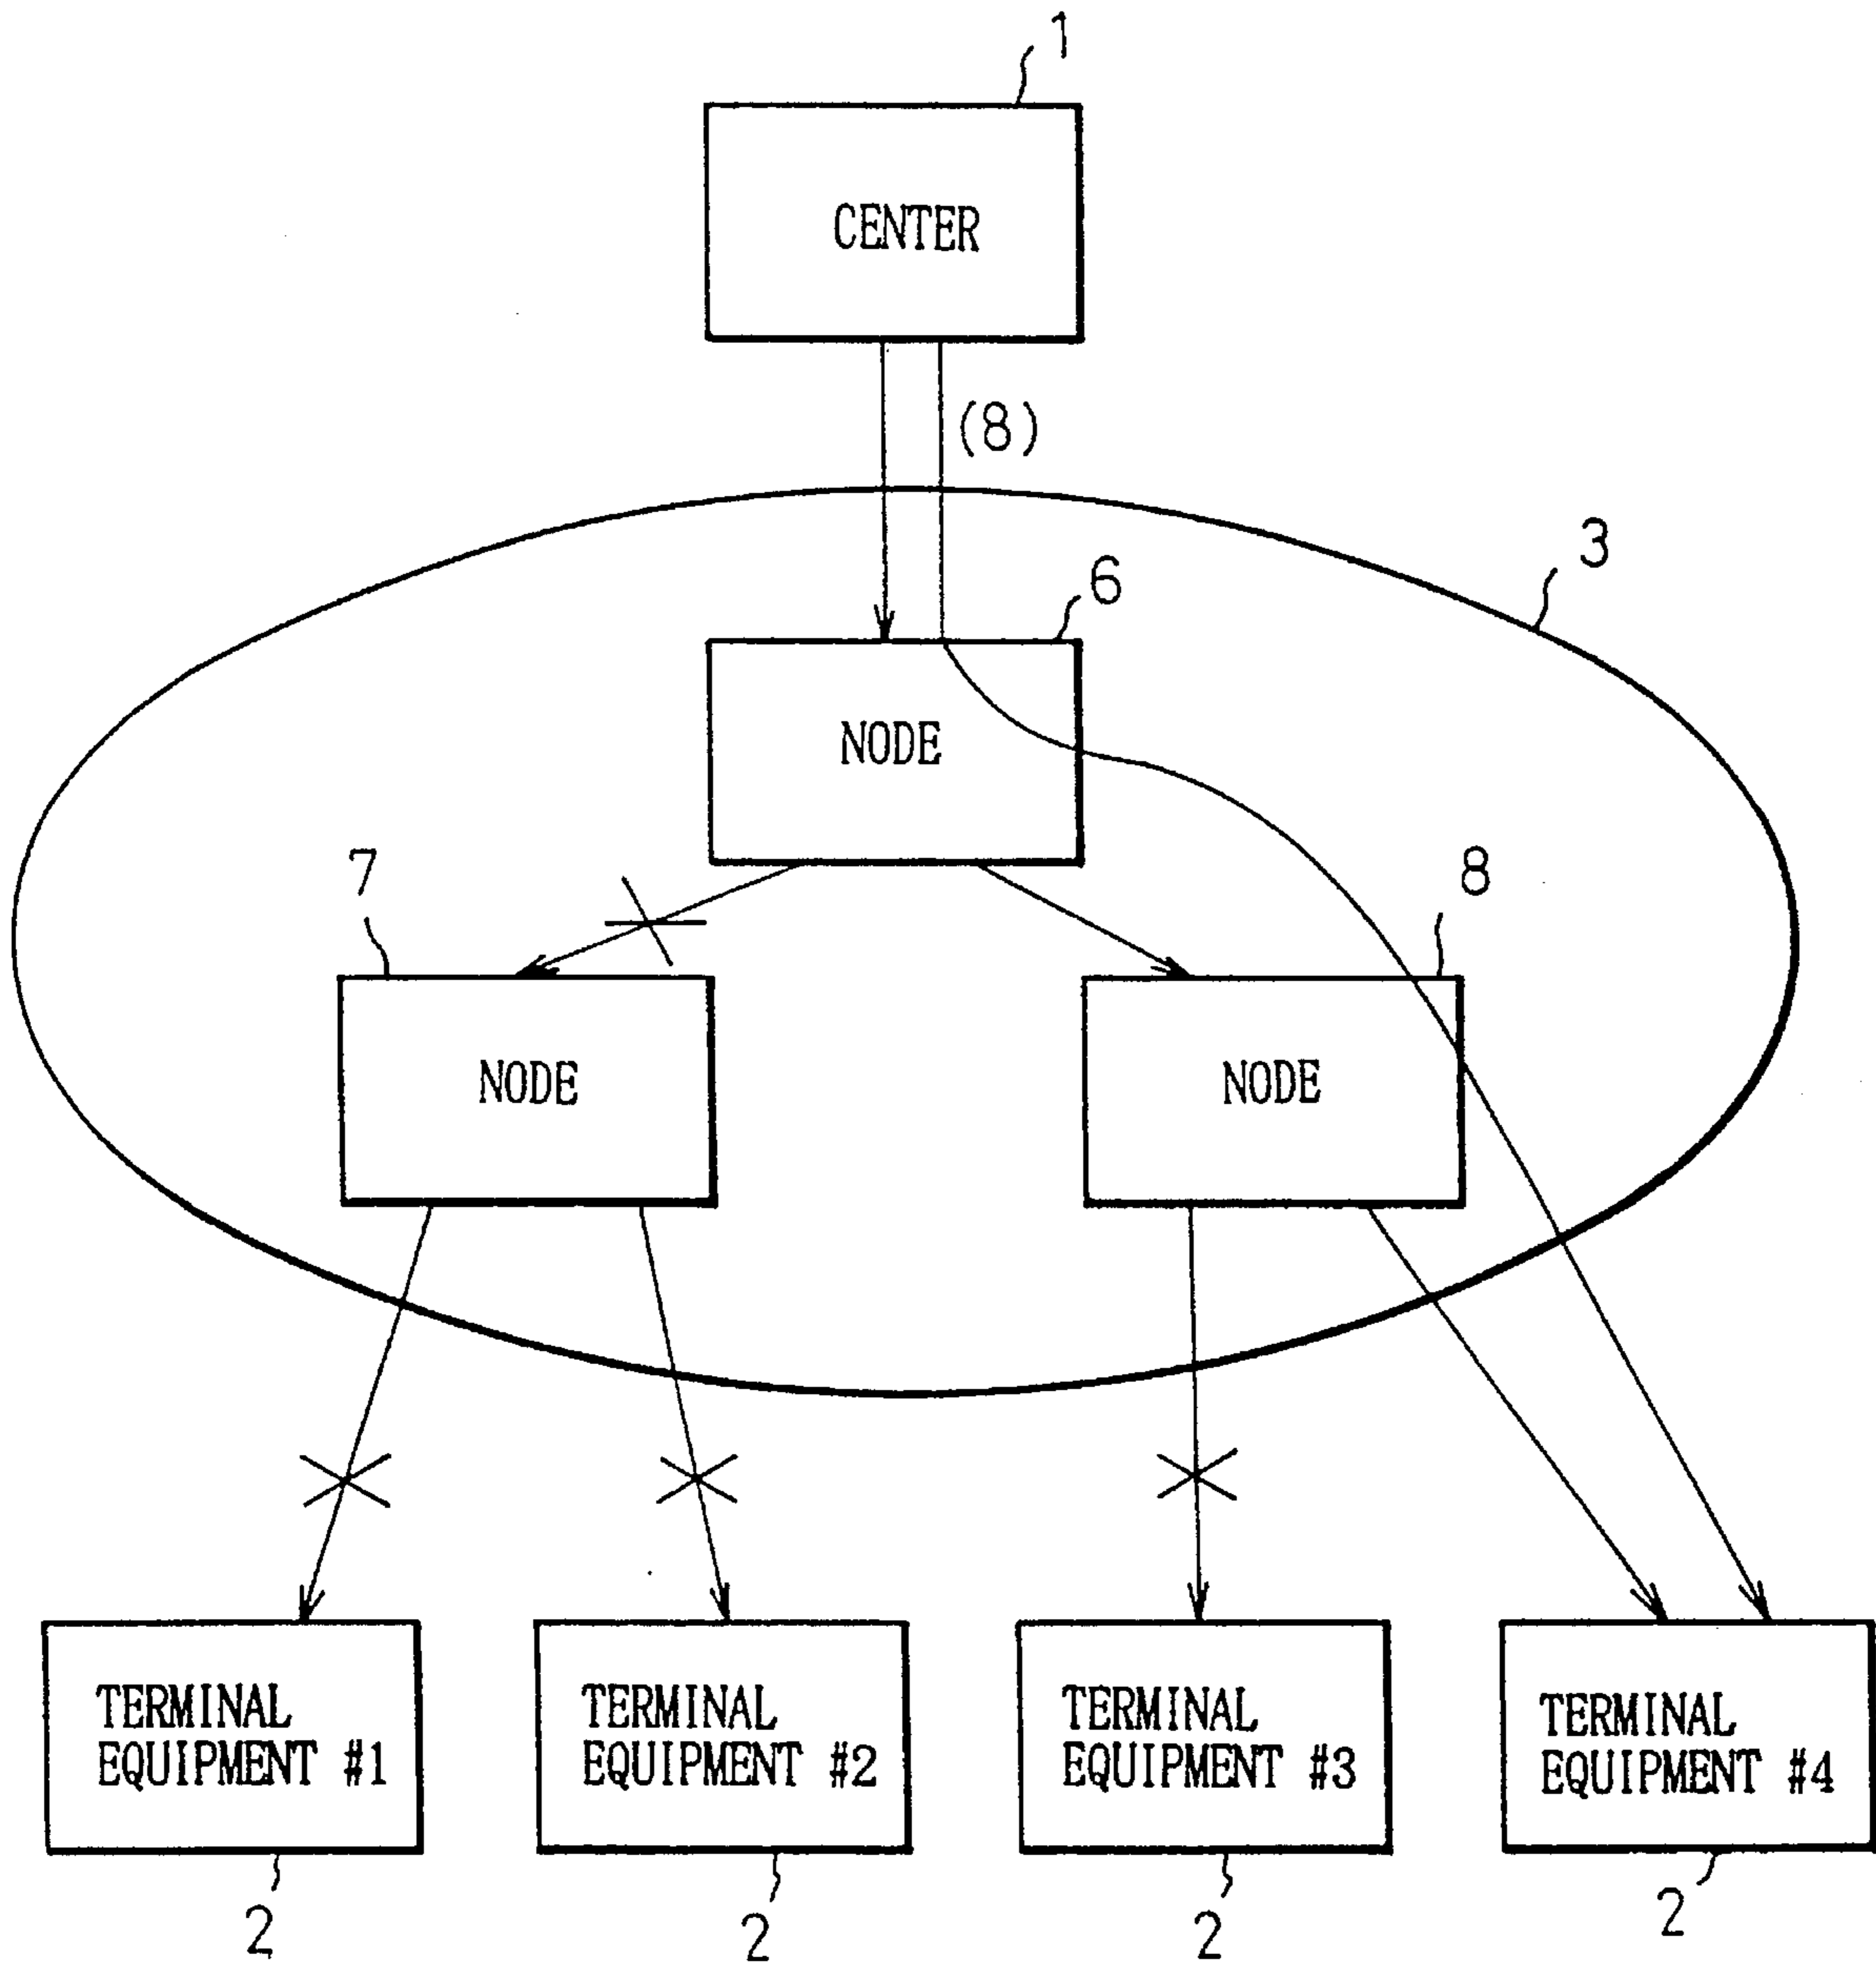 1
CENTER
(8)
3
6
NODE
7
8
NODE
NODE
TERMINAL
EQUIPMENT #1
TERMINAL
EQUIPMENT #2
TERMINAL
EQUIPMENT #3
TERMINAL
EQUIPMENT #4
2
2
2
2